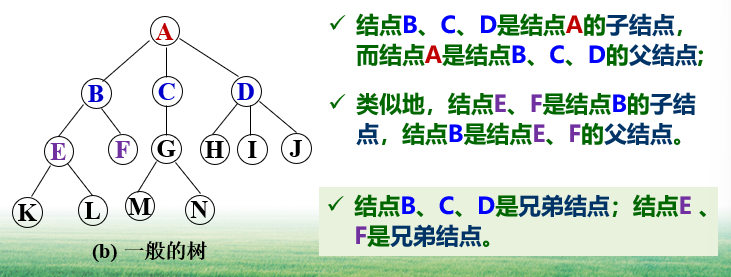 A
B
C
D
E
F
G
H
I
J
K
L
M
N
(b) 一般的树
✓ 结点B、C、D是结点A的子结点，
而结点A是结点B、C、D的父结点;
✓ 类似地，结点E、F是结点B的子结
点，结点B是结点E、F的父结点。
✓ 结点B、C、D是兄弟结点；结点E 、
F是兄弟结点。